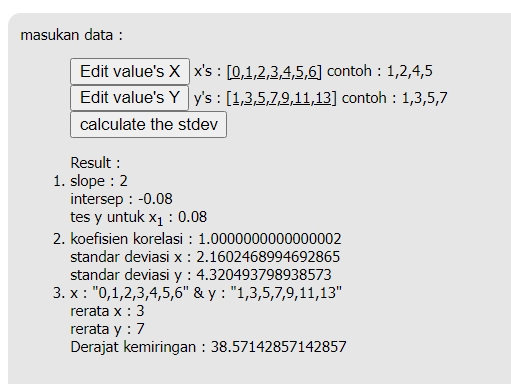 masukan data :
Edit value's X x's : [0,1,2,3,4,5,6] contoh : 1,2,4,5
Edit value's Y y's : [1,3,5,7,9,11,13] contoh : 1,3,5,7
calculate the stdev
Result :
1. slope : 2
intersep : -0.08
tes y untuk x₁ : 0.08
2. koefisien korelasi : 1.0000000000000002
standar deviasi x : 2.1602468994692865
standar deviasi y : 4.320493798938573
3. x : "0,1,2,3,4,5,6" & y : "1,3,5,7,9,11,13"
rerata x : 3
rerata y : 7
Derajat kemiringan : 38.57142857142857